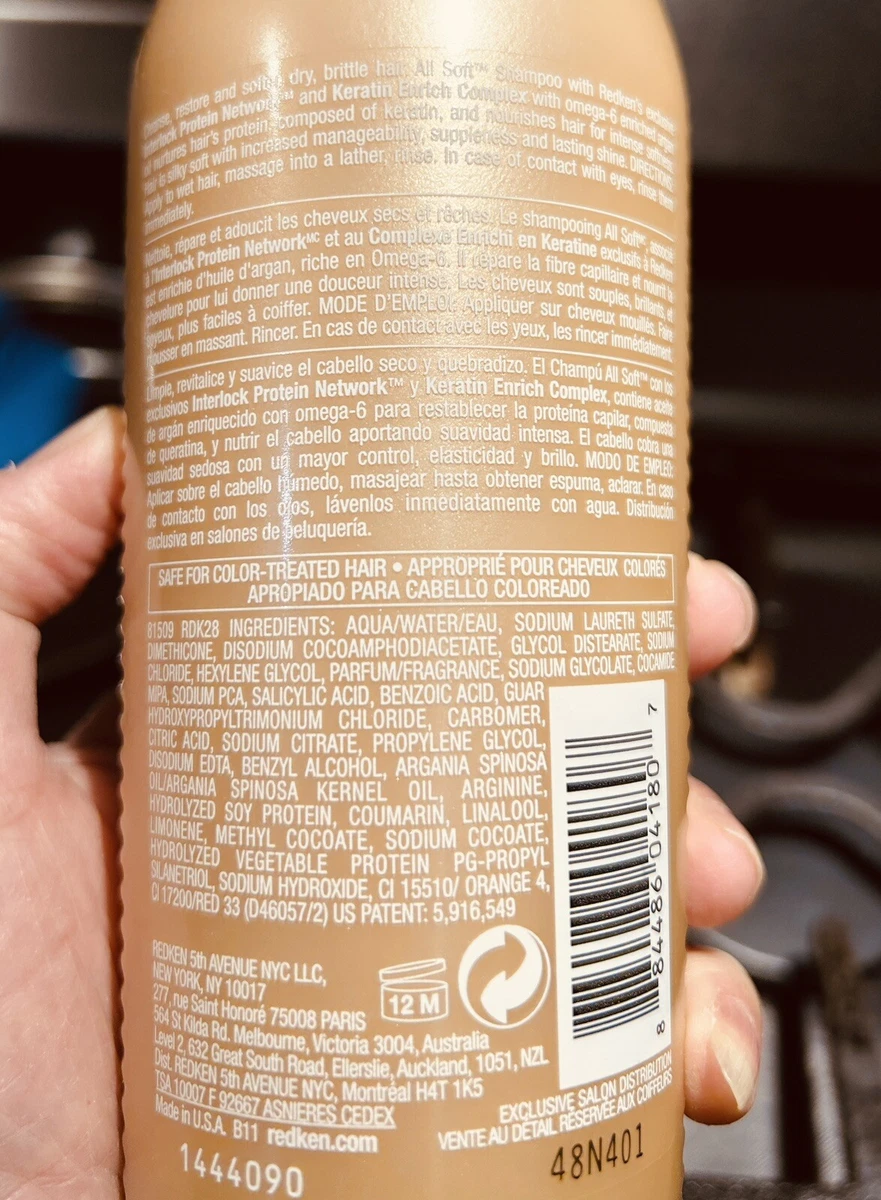 Cleanse, restore and soften dry, brittle hair. All Soft™ Shampoo with Redken's exclusive
Interlock Protein Network™ and Keratin Enrich Complex with omega-6 enriched argan
oil nurtures hair's protein, composed of keratin, and nourishes hair for intense softness.
Hair is silky soft with increased manageability, suppleness and lasting shine. DIRECTIONS:
Apply to wet hair, massage into a lather, rinse. In case of contact with eyes, rinse them
immediately.
Nettoie, répare et adoucit les cheveux secs et rêches. Le shampooing All Soft, associé
à l'Interlock Protein Networkᴹᶜ et au Complexe Enrichi en Keratine exclusifs à Redken
est enrichie d'huile d'argan, riche en Omega-6. Il répare la fibre capillaire et nourrit la
chevelure pour lui donner une douceur intense. Les cheveux sont souples, brillants, et
soyeux, plus faciles à coiffer. MODE D'EMPLOI: Appliquer sur cheveux mouillés. Faire
mousser en massant. Rincer. En cas de contact avec les yeux, les rincer immédiatement.
Limpie, revitalice y suavice el cabello seco y quebradizo. El Champú All Soft™ con los
exclusivos Interlock Protein Network™ y Keratin Enrich Complex, contiene aceite
de argán enriquecido con omega-6 para restablecer la proteína capilar, compuesta
de queratina, y nutrir el cabello aportando suavidad intensa. El cabello cobra una
suavidad sedosa con un mayor control, elasticidad y brillo. MODO DE EMPLEO:
Aplicar sobre el cabello húmedo, masajear hasta obtener espuma, aclarar. En caso
de contacto con los ojos, lávenlos inmediatamente con agua. Distribución
exclusiva en salones de peluquería.
SAFE FOR COLOR-TREATED HAIR • APPROPRIÉ POUR CHEVEUX COLORÉS
APROPIADO PARA CABELLO COLOREADO
81509 RDK28 INGREDIENTS: AQUA/WATER/EAU, SODIUM LAURETH SULFATE,
DIMETHICONE, DISODIUM COCOAMPHODIACETATE, GLYCOL DISTEARATE, SODIUM
CHLORIDE, HEXYLENE GLYCOL, PARFUM/FRAGRANCE, SODIUM GLYCOLATE, COCAMIDE
MIPA, SODIUM PCA, SALICYLIC ACID, BENZOIC ACID, GUAR
HYDROXYPROPYLTRIMONIUM CHLORIDE, CARBOMER,
CITRIC ACID, SODIUM CITRATE, PROPYLENE GLYCOL,
DISODIUM EDTA, BENZYL ALCOHOL, ARGANIA SPINOSA
OIL/ARGANIA SPINOSA KERNEL OIL, ARGININE,
HYDROLYZED SOY PROTEIN, COUMARIN, LINALOOL,
LIMONENE, METHYL COCOATE, SODIUM COCOATE,
HYDROLYZED VEGETABLE PROTEIN PG-PROPYL
SILANETRIOL, SODIUM HYDROXIDE, CI 15510/ ORANGE 4,
CI 17200/RED 33 (D46057/2) US PATENT: 5,916,549
8 84486 04180 7
REDKEN 5th AVENUE NYC LLC,
NEW YORK, NY 10017
277, rue Saint Honoré 75008 PARIS
564 St Kilda Rd. Melbourne, Victoria 3004, Australia
Level 2, 632 Great South Road, Ellerslie, Auckland, 1051, NZL
Dist. REDKEN 5th AVENUE NYC, Montréal H4T 1K5
TSA 10007 F 92667 ASNIERES CEDEX
Made in U.S.A. B11 redken.com
12 M
EXCLUSIVE SALON DISTRIBUTION
VENTE AU DÉTAIL RÉSERVÉE AUX COIFFEURS
1444090
48N401